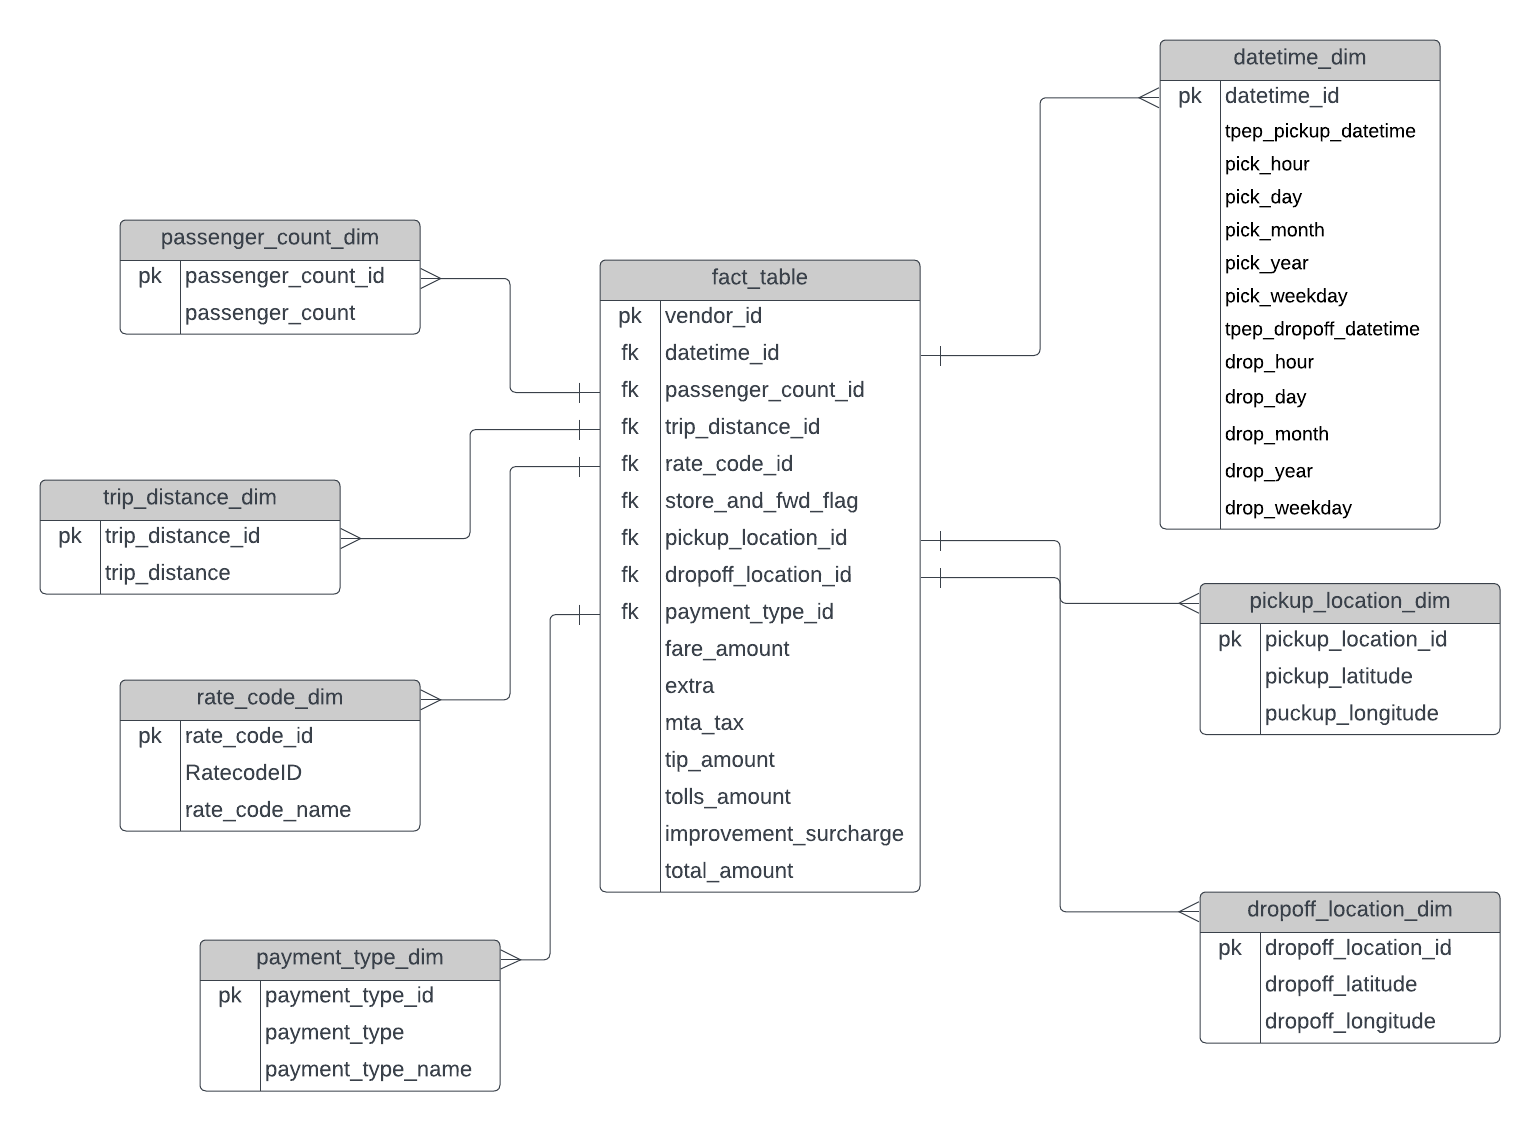 datetime_dim
pk datetime_id
tpep_pickup_datetime
pick_hour
pick_day
pick_month
pick_year
pick_weekday
tpep_dropoff_datetime
drop_hour
drop_day
drop_month
drop_year
drop_weekday
passenger_count_dim
pk passenger_count_id
passenger_count
fact_table
pk vendor_id
fk datetime_id
fk passenger_count_id
fk trip_distance_id
fk rate_code_id
fk store_and_fwd_flag
fk pickup_location_id
fk dropoff_location_id
fk payment_type_id
fare_amount
extra
mta_tax
tip_amount
tolls_amount
improvement_surcharge
total_amount
trip_distance_dim
pk trip_distance_id
trip_distance
pickup_location_dim
pk pickup_location_id
pickup_latitude
puckup_longitude
rate_code_dim
pk rate_code_id
RatecodeID
rate_code_name
dropoff_location_dim
pk dropoff_location_id
dropoff_latitude
dropoff_longitude
payment_type_dim
pk payment_type_id
payment_type
payment_type_name